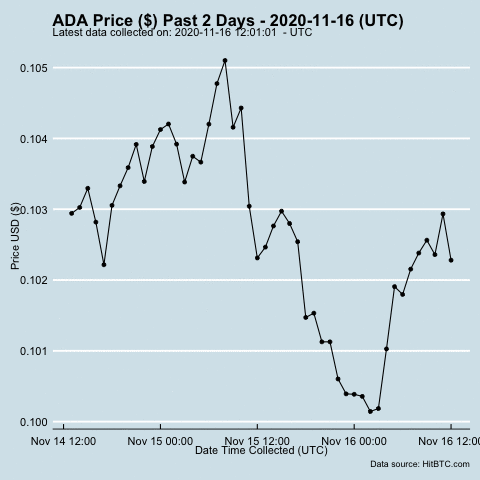 ADA Price ($) Past 2 Days - 2020-11-16 (UTC)
Latest data collected on: 2020-11-16 12:01:01 - UTC
Price USD ($)
0.105
0.104
0.103
0.102
0.101
0.100
Nov 14 12:00 Nov 15 00:00 Nov 15 12:00 Nov 16 00:00 Nov 16 12:00
Date Time Collected (UTC)
Data source: HitBTC.com